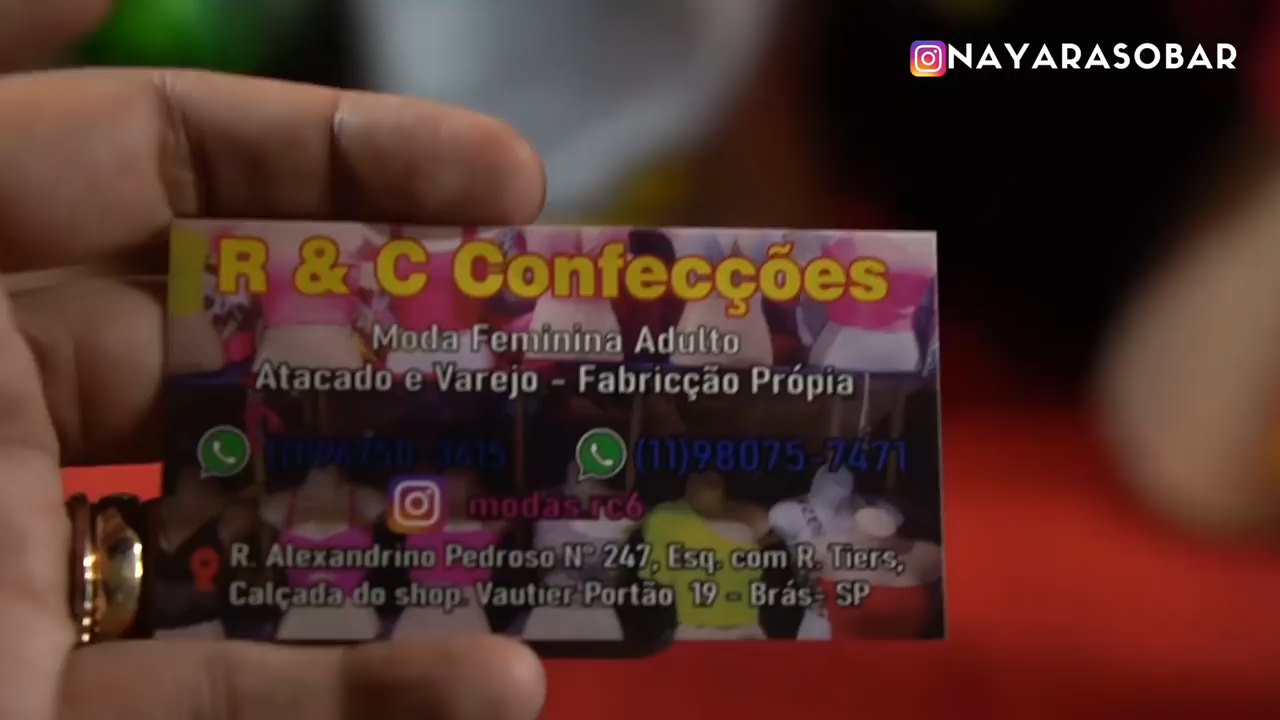 NAYARASOBAR
R & C Confecções
Moda Feminina Adulto
Atacado e Varejo - Fabricção Própia
(11)98075-7471
modas.rc6
R. Alexandrino Pedroso Nº 247, Esq. com R. Tiers,
Calçada do shop. Vautier Portão 19 - Brás- SP